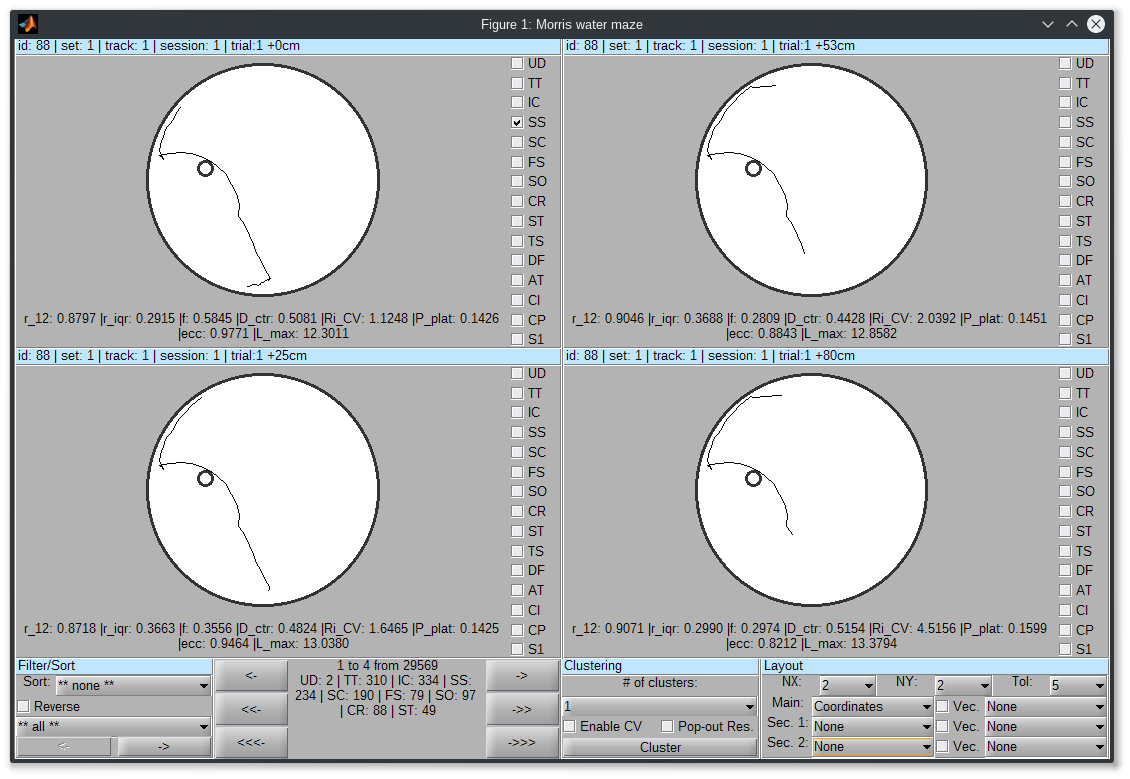 Figure 1: Morris water maze
id: 88 | set: 1 | track: 1 | session: 1 | trial:1 +0cm
UD
TT
IC
SS
SC
FS
SO
CR
ST
TS
DF
AT
CI
CP
S1
r_12: 0.8797 |r_iqr: 0.2915 |f: 0.5845 |D_ctr: 0.5081 |Ri_CV: 1.1248 |P_plat: 0.1426
|ecc: 0.9771 |L_max: 12.3011
id: 88 | set: 1 | track: 1 | session: 1 | trial:1 +53cm
UD
TT
IC
SS
SC
FS
SO
CR
ST
TS
DF
AT
CI
CP
S1
r_12: 0.9046 |r_iqr: 0.3688 |f: 0.2809 |D_ctr: 0.4428 |Ri_CV: 2.0392 |P_plat: 0.1451
|ecc: 0.8843 |L_max: 12.8582
id: 88 | set: 1 | track: 1 | session: 1 | trial:1 +25cm
UD
TT
IC
SS
SC
FS
SO
CR
ST
TS
DF
AT
CI
CP
S1
r_12: 0.8718 |r_iqr: 0.3663 |f: 0.3556 |D_ctr: 0.4824 |Ri_CV: 1.6465 |P_plat: 0.1425
|ecc: 0.9464 |L_max: 13.0380
id: 88 | set: 1 | track: 1 | session: 1 | trial:1 +80cm
UD
TT
IC
SS
SC
FS
SO
CR
ST
TS
DF
AT
CI
CP
S1
r_12: 0.9071 |r_iqr: 0.2990 |f: 0.2974 |D_ctr: 0.5154 |Ri_CV: 4.5156 |P_plat: 0.1599
|ecc: 0.8212 |L_max: 13.3794
Filter/Sort
Sort: ** none **
Reverse
** all **
<- ->
<-
<<-
<<<-
1 to 4 from 29569
UD: 2 | TT: 310 | IC: 334 | SS:
234 | SC: 190 | FS: 79 | SO: 97
| CR: 88 | ST: 49
->
->>
->>>
Clustering
# of clusters:
1
Enable CV Pop-out Res.
Cluster
Layout
NX: 2 NY: 2 Tol: 5
Main: Coordinates Vec. None
Sec. 1: None Vec. None
Sec. 2: None Vec. None